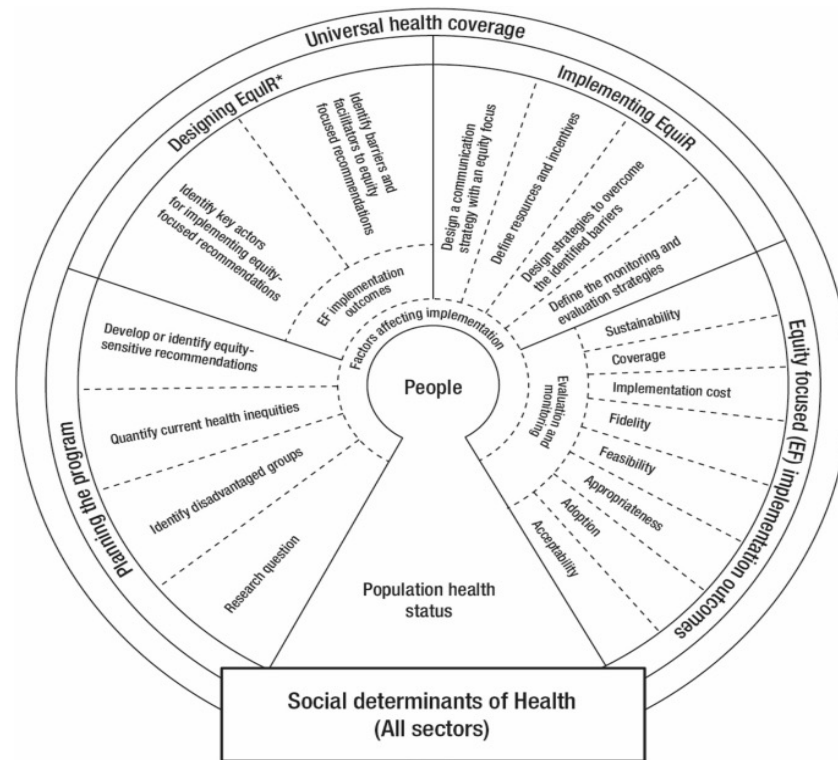 Universal health coverage
Designing EquIR*
Identify key actors
for implementing equity-
focused recommendations
Identify barriers and
facilitators to equity
focused recommendations
EF implementation
outcomes
Implementing EquiR
Design a communication
strategy with an equity focus
Define resources and incentives
Design strategies to overcome
the identified barriers
Define the monitoring and
evaluation strategies
Factors affecting implementation
People
Planning the program
Develop or identify equity-
sensitive recommendations
Quantify current health inequities
Identify disadvantaged groups
Research question
Equity focused (EF) implementation outcomes
Evaluation and
monitoring
Sustainability
Coverage
Implementation cost
Fidelity
Feasibility
Appropriateness
Adoption
Acceptability
Population health
status
Social determinants of Health
(All sectors)